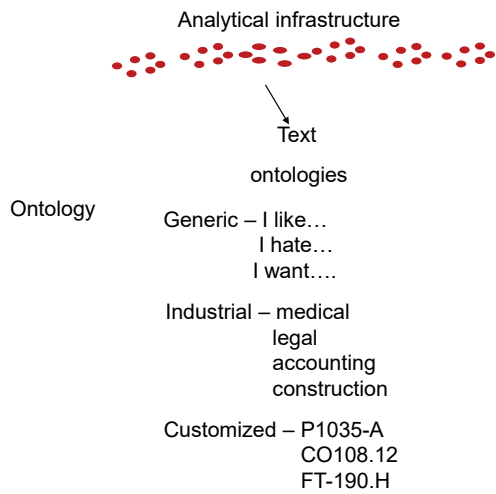 Analytical infrastructure
Text
ontologies
Ontology
Generic – I like…
I hate…
I want….
Industrial – medical
legal
accounting
construction
Customized – P1035-A
CO108.12
FT-190.H